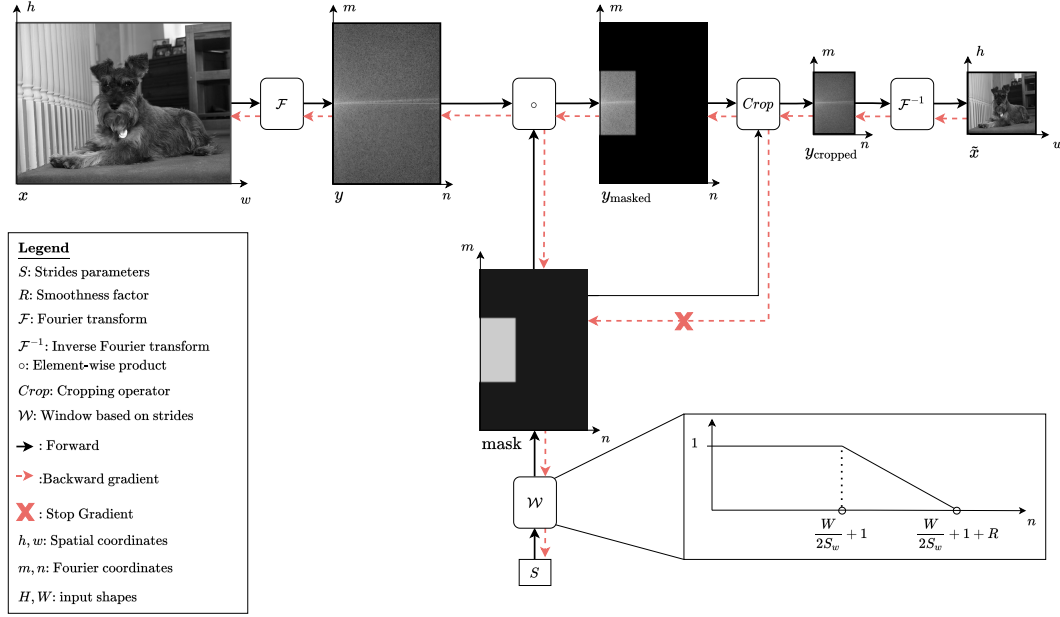 h
m
m
m
h
ℱ
∘
Crop
ℱ⁻¹
y_cropped
n
x̃
w
x
w
y
n
y_masked
n
Legend
S: Strides parameters
R: Smoothness factor
ℱ: Fourier transform
ℱ⁻¹: Inverse Fourier transform
∘: Element-wise product
Crop: Cropping operator
𝒲: Window based on strides
: Forward
:Backward gradient
: Stop Gradient
h, w: Spatial coordinates
m, n: Fourier coordinates
H, W: input shapes
m
mask
n
𝒲
S
1
W/2S_w + 1
W/2S_w + 1 + R
n